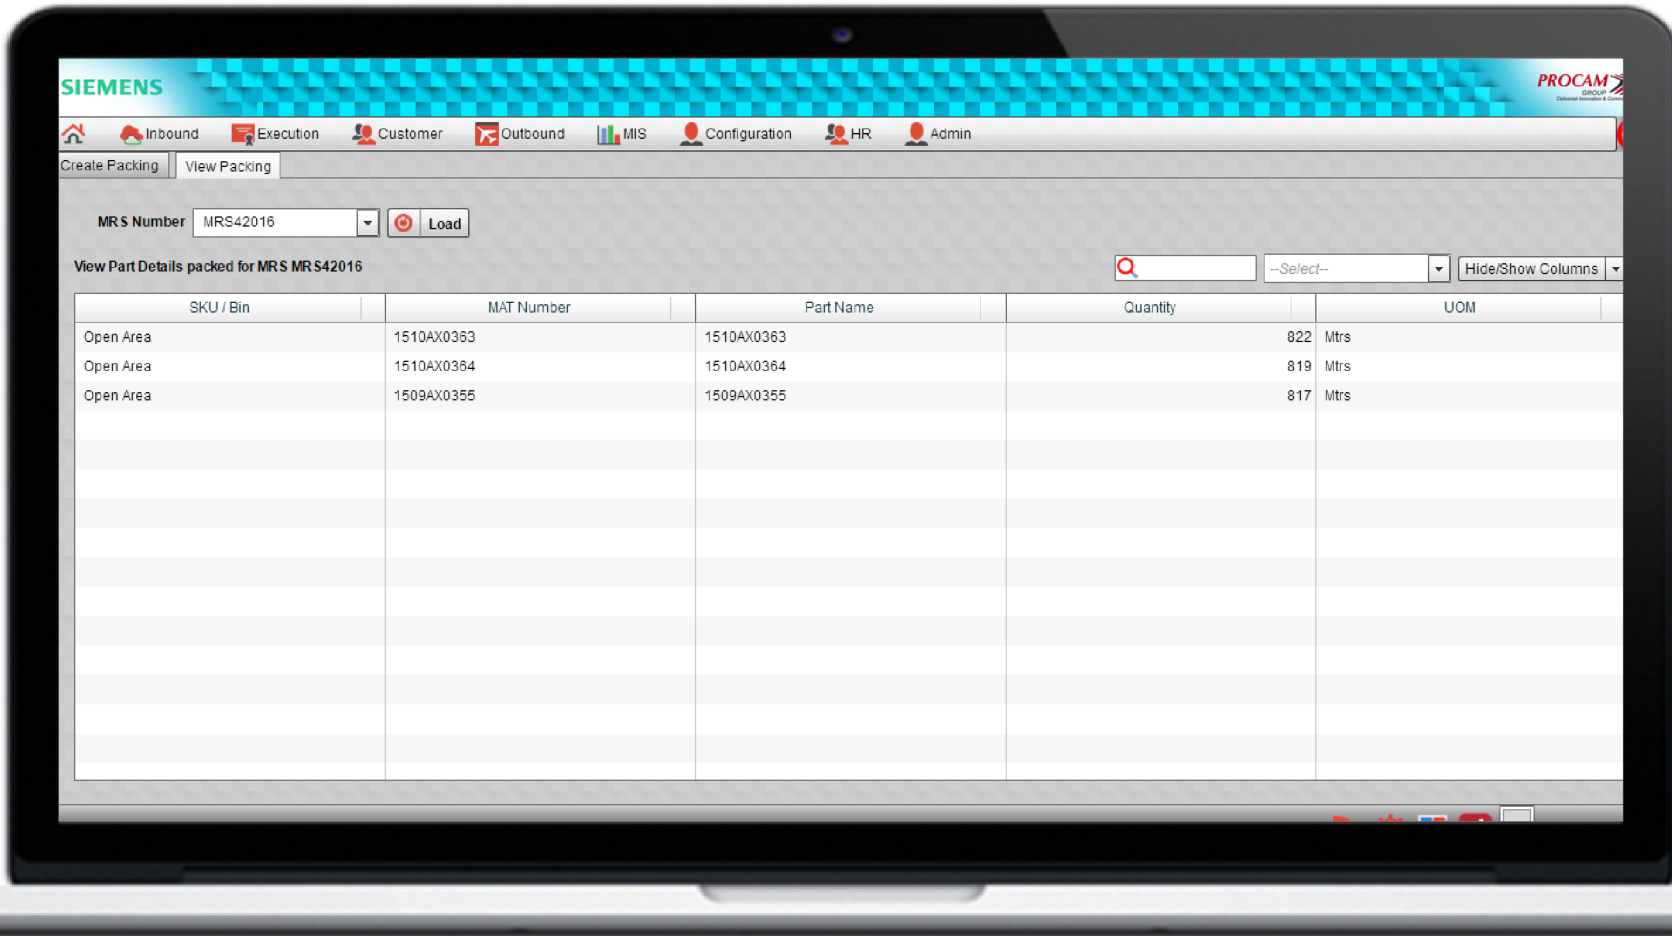 SIEMENS
PROCAM
GROUP
Inbound Execution Customer Outbound MIS Configuration HR Admin
Create Packing View Packing
MRS Number MRS42016 Load
View Part Details packed for MRS MRS42016 --Select-- Hide/Show Columns
SKU / Bin MAT Number Part Name Quantity UOM
Open Area 1510AX0363 1510AX0363 822 Mtrs
Open Area 1510AX0364 1510AX0364 819 Mtrs
Open Area 1509AX0355 1509AX0355 817 Mtrs